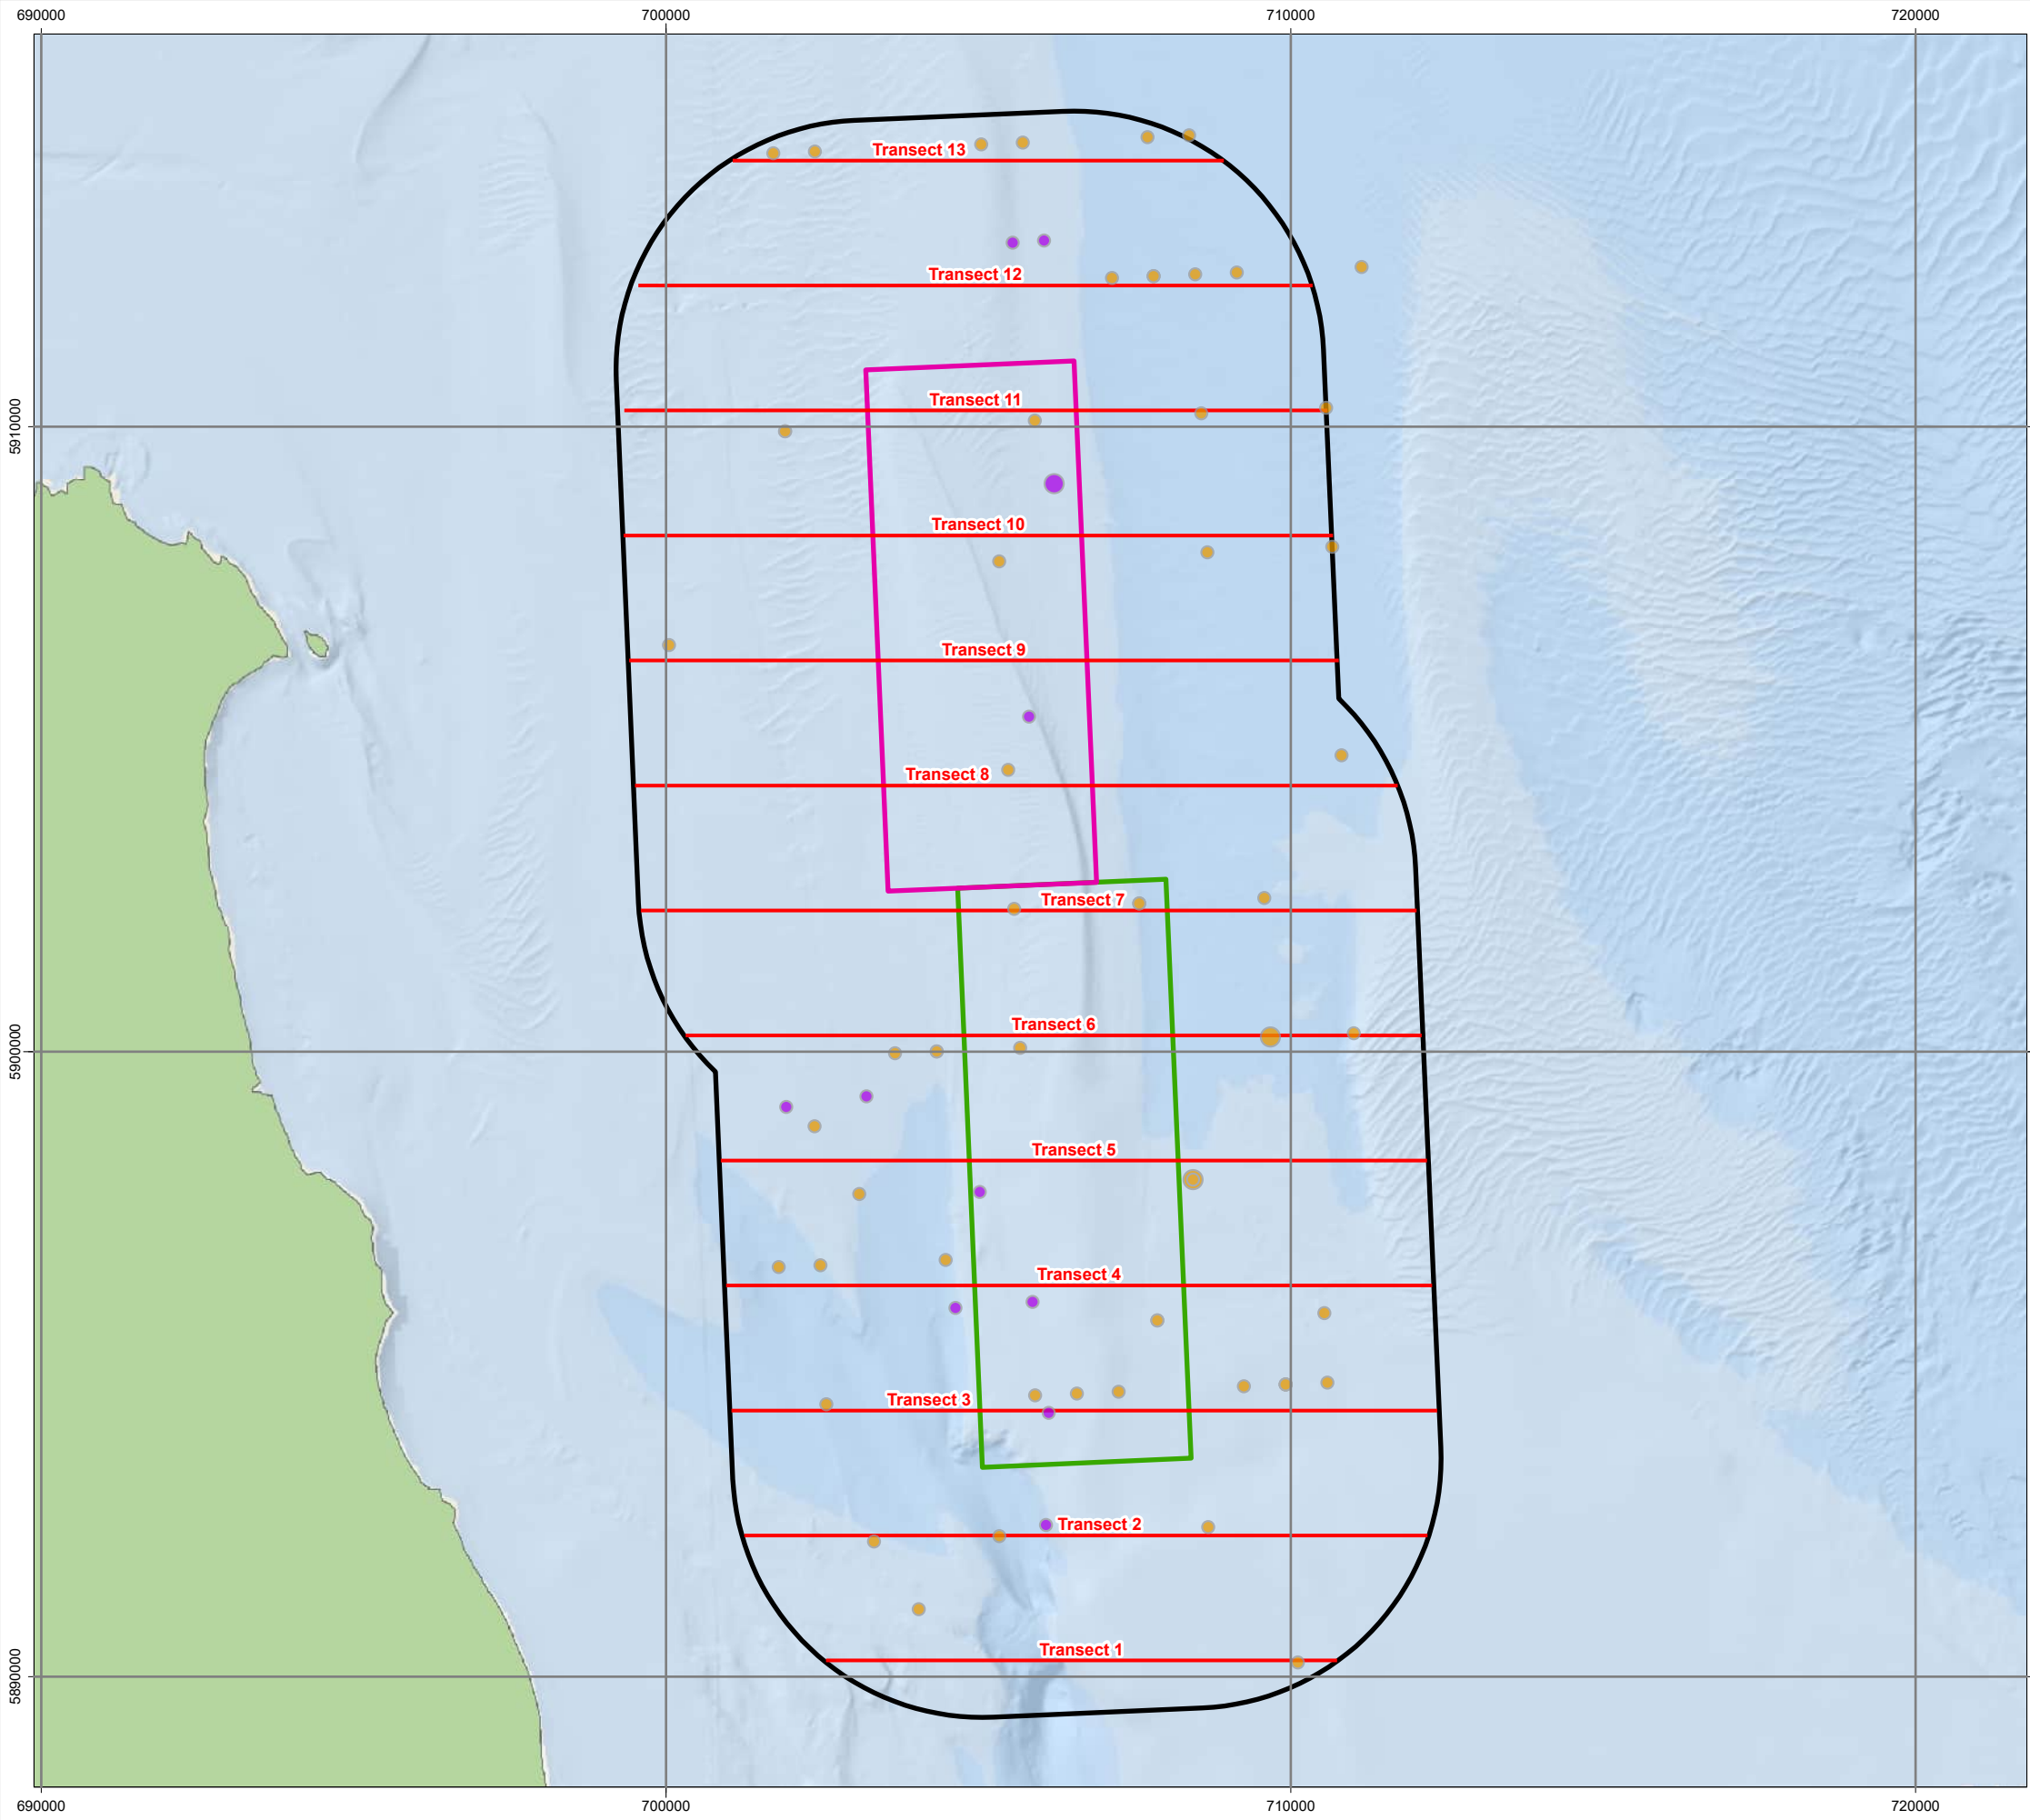 690000
700000
710000
720000
Transect 13
Transect 12
Transect 11
5910000
Transect 10
Transect 9
Transect 8
Transect 7
Transect 6
5900000
Transect 5
Transect 4
Transect 3
Transect 2
Transect 1
5890000
690000
700000
710000
720000